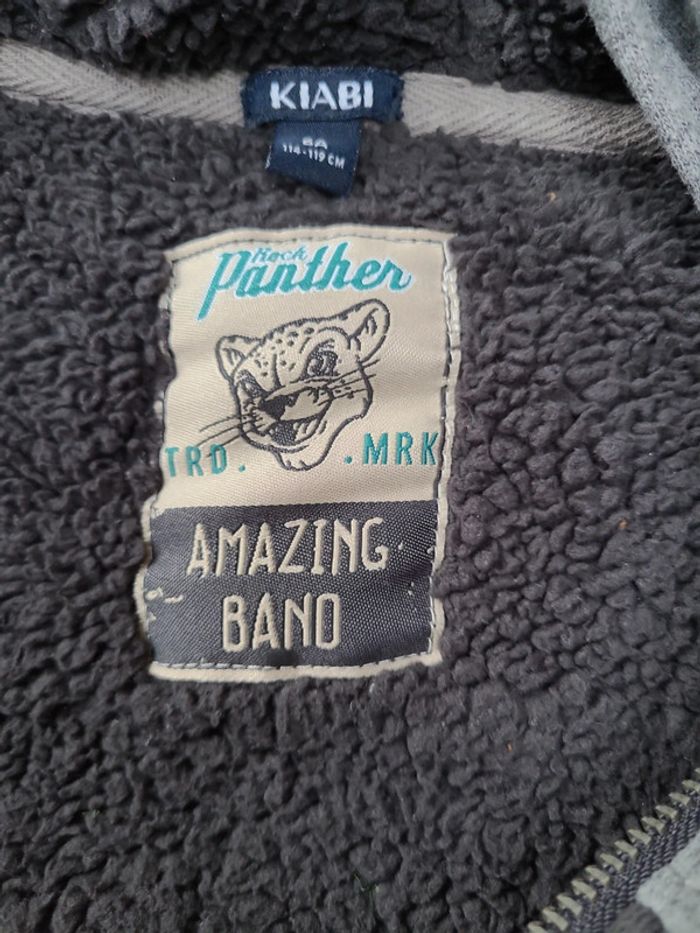 KIABI
114-119 CM
Rock
Panther
TRD. .MRK
AMAZING
BAND